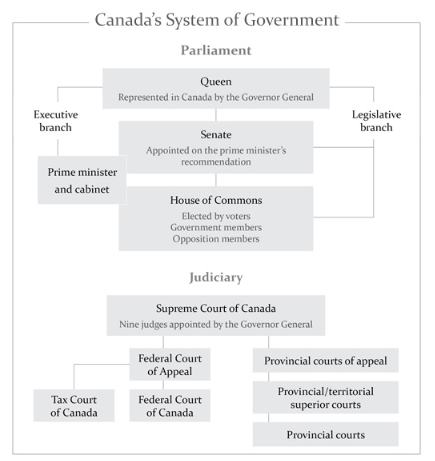 Canada's System of Government
Parliament
Queen
Represented in Canada by the Governor General
Executive
branch
Legislative
branch
Senate
Appointed on the prime minister's
recommendation
Prime minister
and cabinet
House of Commons
Elected by voters
Government members
Opposition members
Judiciary
Supreme Court of Canada
Nine judges appointed by the Governor General
Federal Court
of Appeal
Provincial courts of appeal
Tax Court
of Canada
Federal Court
of Canada
Provincial/territorial
superior courts
Provincial courts